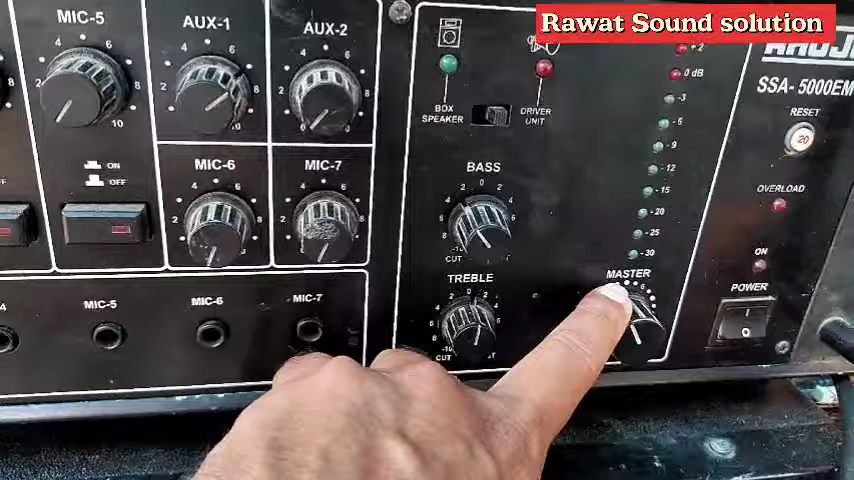 Rawat Sound solution
MIC-5
AUX-1
AUX-2
AHUJA
SSA-5000EM
BOX SPEAKER
DRIVER UNIT
+2
0 dB
-3
-6
-9
-12
-15
-20
-25
-30
RESET
20
OVERLOAD
ON
OFF
MIC-6
MIC-7
BASS
CUT
TREBLE
CUT
MASTER
ON
POWER
MIC-5
MIC-6
MIC-7